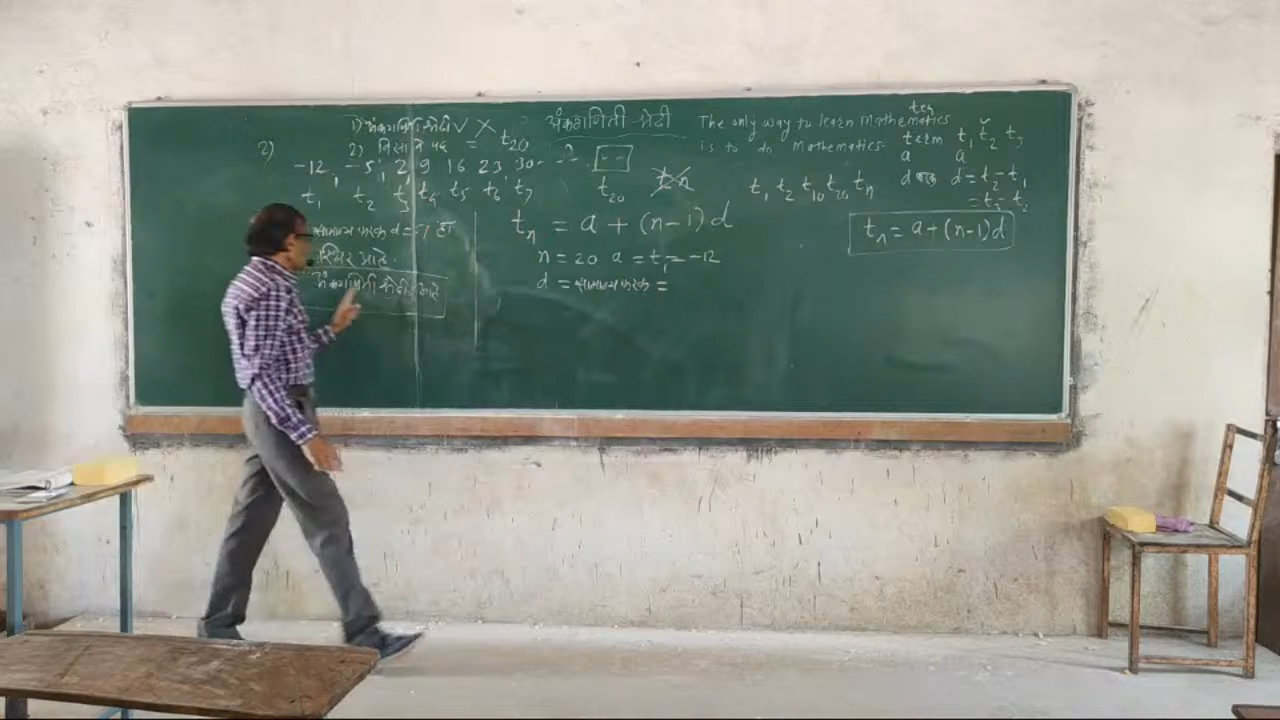 अंकगणिती श्रेढी
1) अंकगणिती श्रेढी ✓ ✗
2) विसावे पद = t₂₀
2)
-12, -5, 2, 9 16 23 30 - - ?
t₁ t₂ t₃ t₄ t₅ t₆ t₇ t₂₀
सामान्य फरक d = 7 हा
स्थिर आहे.
अंकगणिती श्रेढी आहे
tₙ = a + (n-1) d
n = 20 a = t₁ = -12
d = सामान्य फरक =
The only way to learn Mathematics
is to do Mathematics.
t₁ t₂ t₁₀ t₂₀ tₙ
term t₁ t₂ t₃
a a
d फरक d = t₂ - t₁
= t₃ - t₂
tₙ = a + (n-1) d